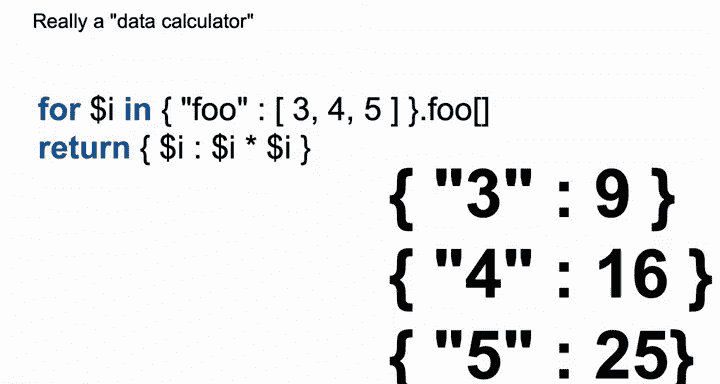 Really a "data calculator"
for $i in { "foo" : [ 3, 4, 5 ] }.foo[]
return { $i : $i * $i }
{ "3" : 9 }
{ "4" : 16 }
{ "5" : 25}